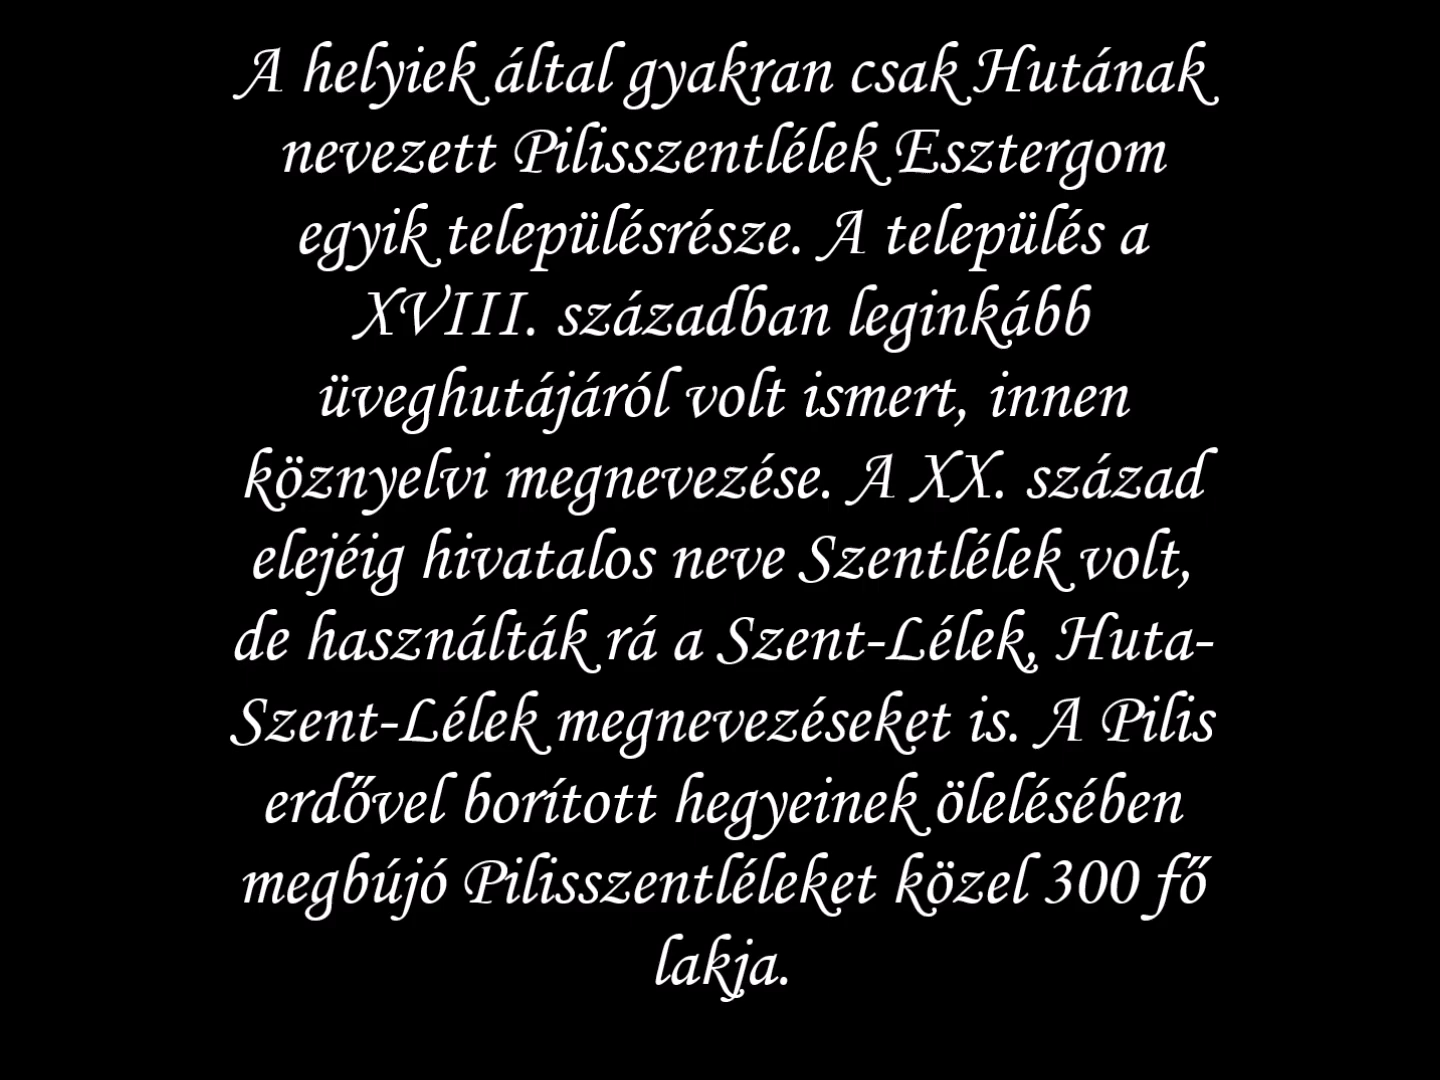 A helyiek által gyakran csak Hutának
nevezett Pilisszentlélek Esztergom
egyik településrésze. A település a
XVIII. században leginkább
üveghutájáról volt ismert, innen
köznyelvi megnevezése. A XX. század
elejéig hivatalos neve Szentlélek volt,
de használták rá a Szent-Lélek, Huta-
Szent-Lélek megnevezéseket is. A Pilis
erdővel borított hegyeinek ölelésében
megbújó Pilisszentléleket közel 300 fő
lakja.